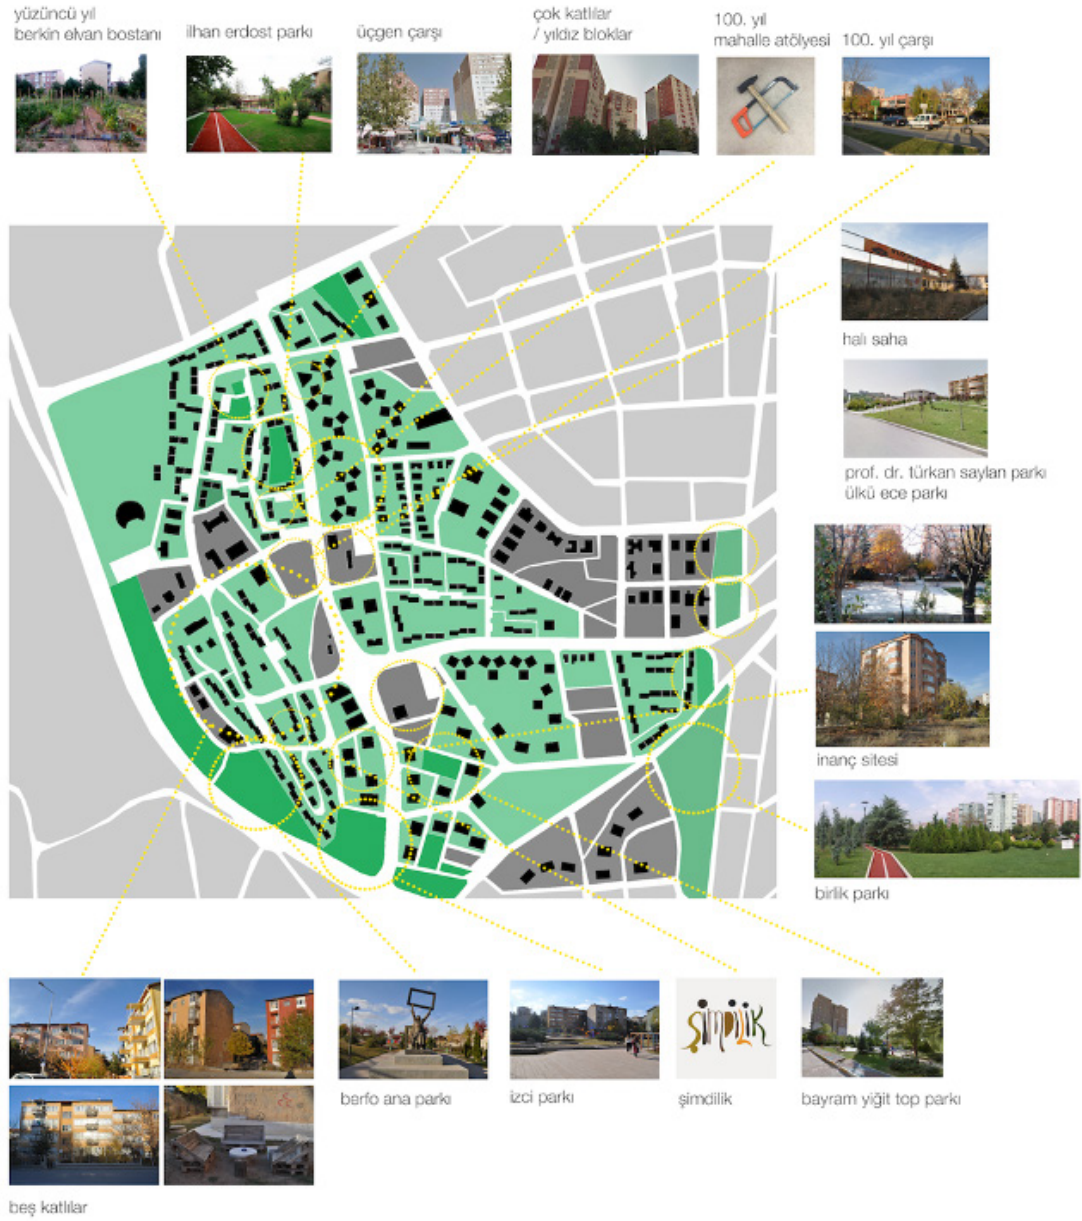 yüzüncü yıl
berkin elvan bostanı
ilhan erdost parkı
üçgen çarşı
çok katlılar
/ yıldız bloklar
100. yıl
mahalle atölyesi
100. yıl çarşı
halı saha
prof. dr. türkan saylan parkı
ülkü ece parkı
inanç sitesi
birlik parkı
şimdilik
berfo ana parkı
izci parkı
şimdilik
bayram yiğit top parkı
beş katlılar